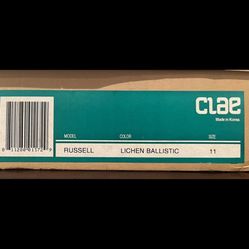 clae
Made in Korea
MODEL COLOR SIZE
RUSSELL LICHEN BALLISTIC 11